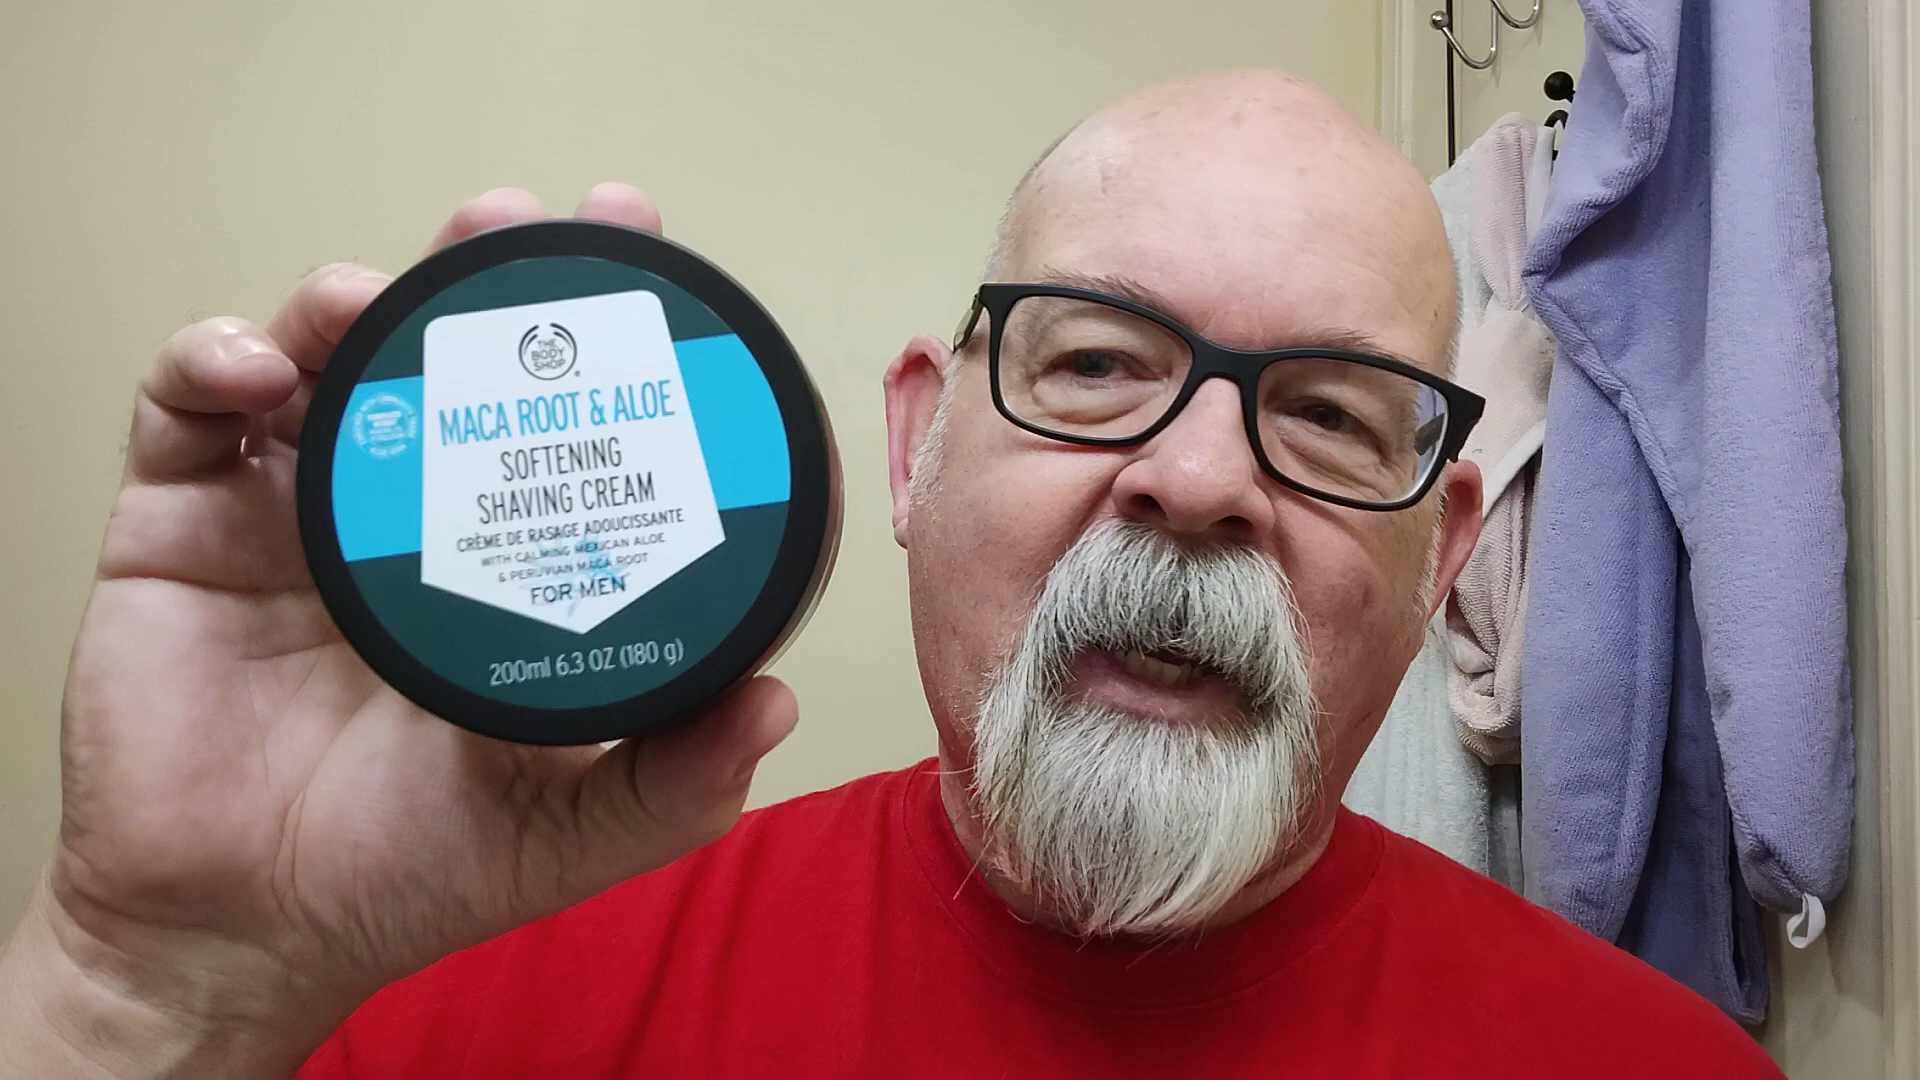 THE
BODY
SHOP
MACA ROOT & ALOE
SOFTENING
SHAVING CREAM
CRÈME DE RASAGE ADOUCISSANTE
WITH CALMING MEXICAN ALOE
& PERUVIAN MACA ROOT
FOR MEN
200ml 6.3 OZ (180 g)